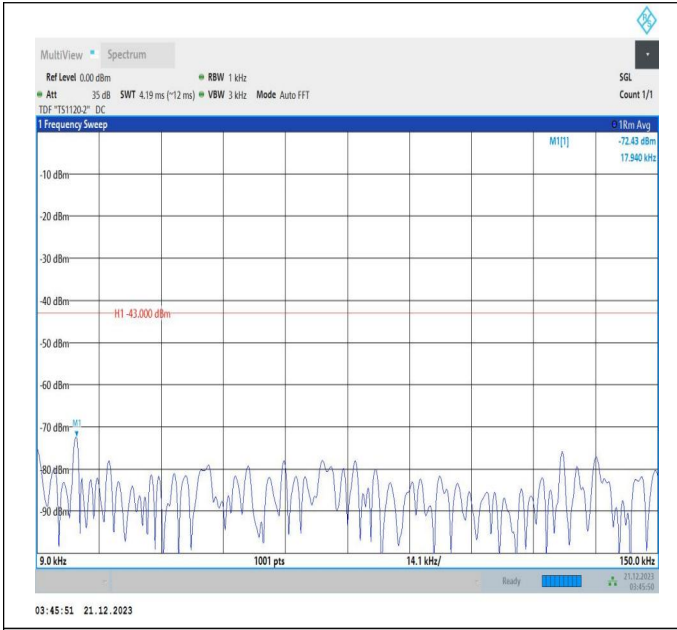 R&S
MultiView Spectrum
Ref Level 0.00 dBm RBW 1 kHz SGL
Att 35 dB SWT 4.19 ms (~12 ms) VBW 3 kHz Mode Auto FFT Count 1/1
TDF "TS1120-2" DC
1 Frequency Sweep 1Rm Avg
M1[1] -72.43 dBm
17.940 kHz
-10 dBm
-20 dBm
-30 dBm
-40 dBm
H1 -43.000 dBm
-50 dBm
-60 dBm
-70 dBm
M1
-80 dBm
-90 dBm
9.0 kHz 1001 pts 14.1 kHz/ 150.0 kHz
Ready 21.12.2023
03:45:50
03:45:51 21.12.2023